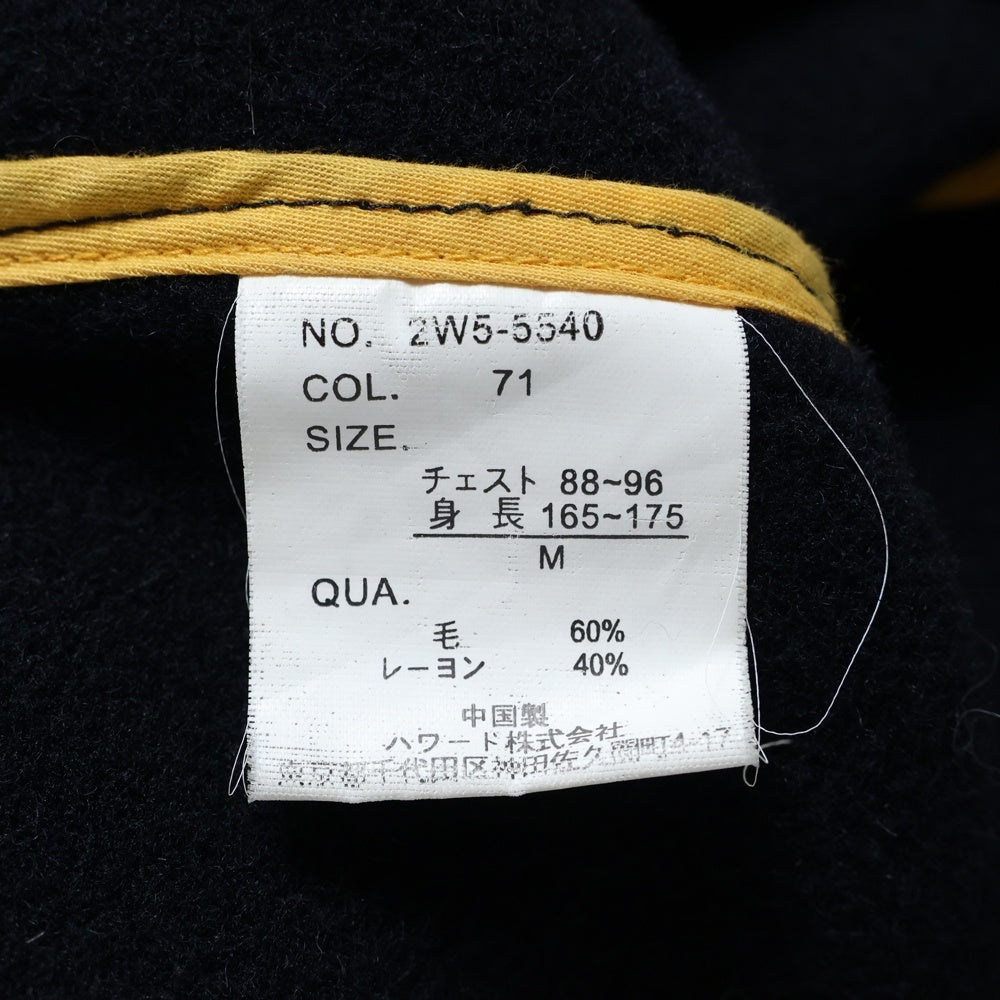 NO. 2W5-5540
COL. 71
SIZE.
チェスト 88~96
身 長 165~175
M
QUA.
毛 60%
レーヨン 40%
中国製
ハワード株式会社
東京都千代田区神田佐久間町4-17